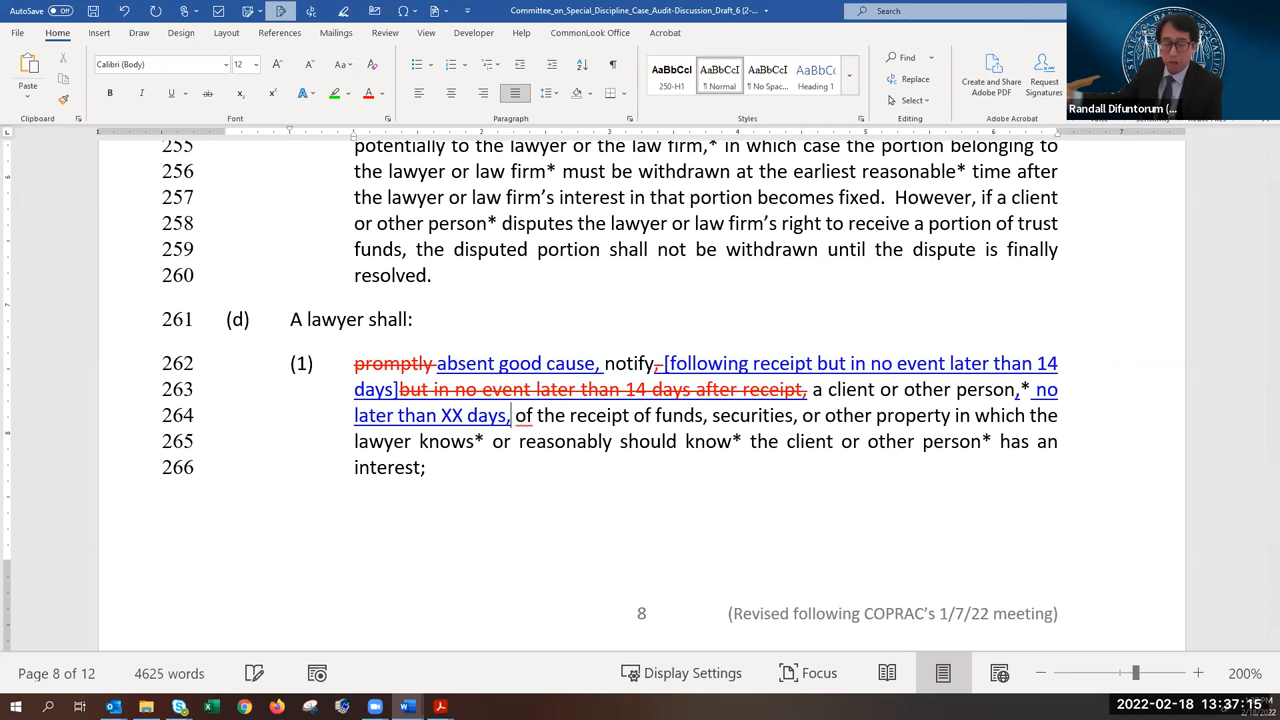 AutoSave Off Committee_on_Special_Discipline_Case_Audit-Discussion_Draft_6 (2-... Search
File Home Insert Draw Design Layout References Mailings Review View Developer Help CommonLook Office Acrobat
Paste
Calibri (Body) 12
Aa
B I U ab
AaBbCcI AaBbCcI AaBbCcI AaBbCc
250-H1 ¶ Normal ¶ No Spac... Heading 1
Find
Replace
Select
Create and Share Adobe PDF
Request Signatures
Clipboard Font Paragraph Styles Editing Adobe Acrobat
Randall Difuntorum (...
1 1 2 3 4 5 6 7
255 potentially to the lawyer or the law firm,* in which case the portion belonging to
256 the lawyer or law firm* must be withdrawn at the earliest reasonable* time after
257 the lawyer or law firm’s interest in that portion becomes fixed. However, if a client
258 or other person* disputes the lawyer or law firm’s right to receive a portion of trust
259 funds, the disputed portion shall not be withdrawn until the dispute is finally
260 resolved.
261 (d) A lawyer shall:
262 (1) promptly absent good cause, notify, [following receipt but in no event later than 14
263 days]but in no event later than 14 days after receipt, a client or other person,* no
264 later than XX days, of the receipt of funds, securities, or other property in which the
265 lawyer knows* or reasonably should know* the client or other person* has an
266 interest;
8 (Revised following COPRAC’s 1/7/22 meeting)
Page 8 of 12 4625 words Display Settings Focus 200%
2022-02-18 13:37:15